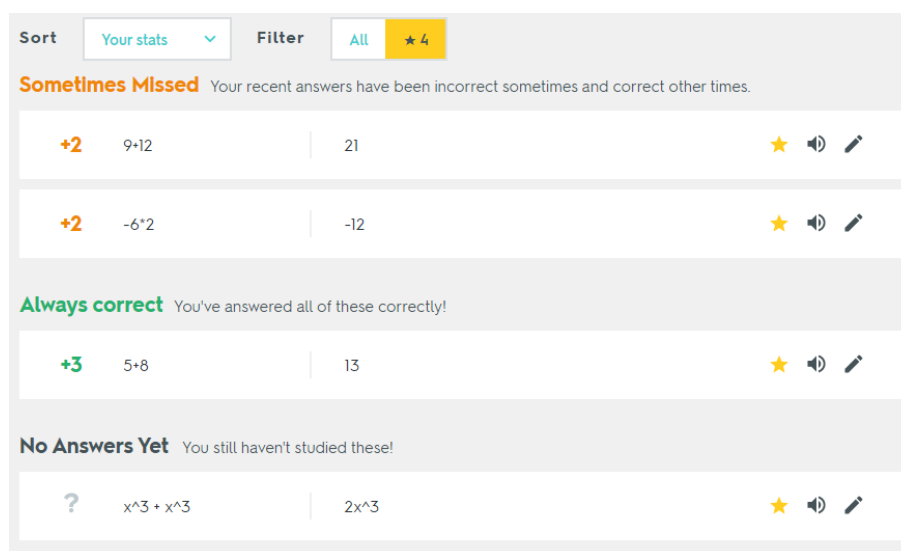 Sort Your stats Filter All ★ 4
Sometimes Missed Your recent answers have been incorrect sometimes and correct other times.
+2 9+12 21
+2 -6*2 -12
Always correct You've answered all of these correctly!
+3 5+8 13
No Answers Yet You still haven't studied these!
? x^3 + x^3 2x^3